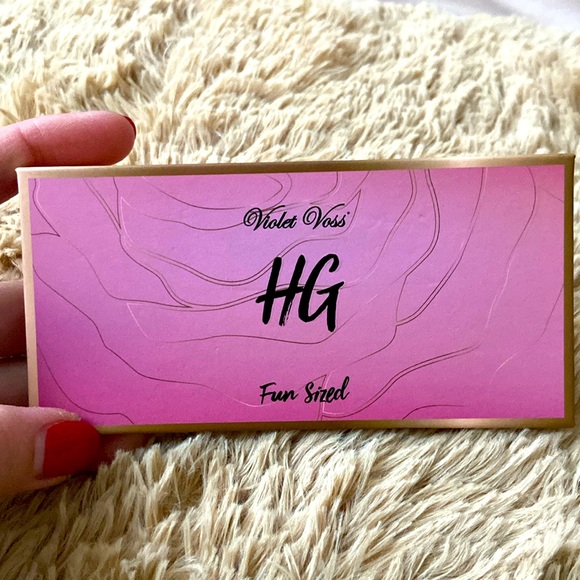 Violet Voss
HG
Fun Sized